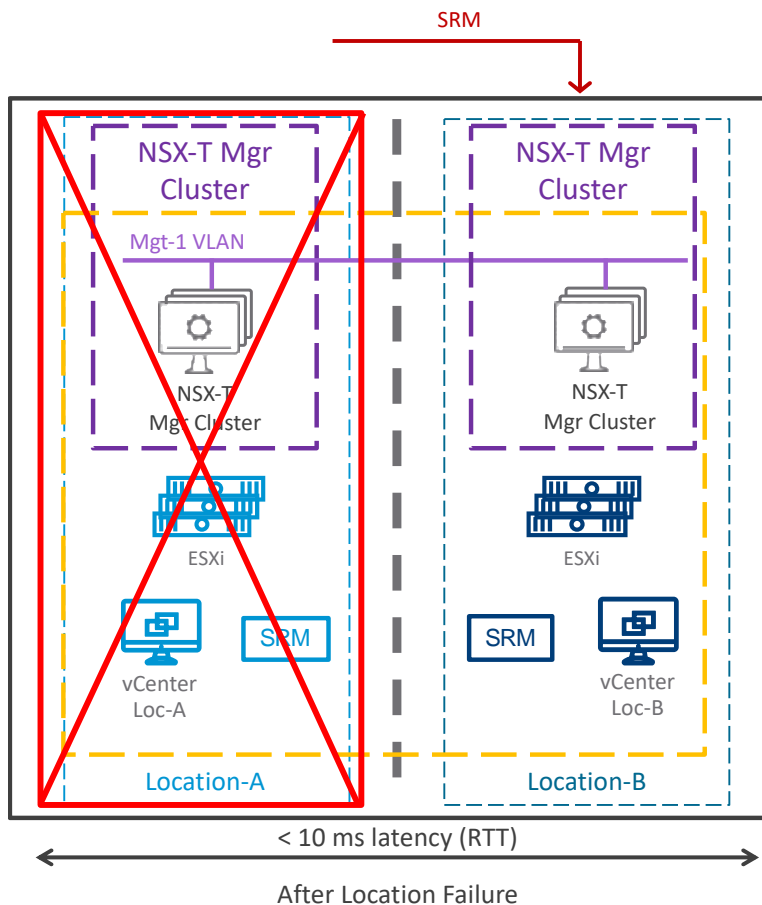 SRM
NSX-T Mgr
Cluster
NSX-T Mgr
Cluster
Mgt-1 VLAN
NSX-T
Mgr Cluster
NSX-T
Mgr Cluster
ESXi
ESXi
SRM
SRM
vCenter
Loc-A
vCenter
Loc-B
Location-A
Location-B
< 10 ms latency (RTT)
After Location Failure